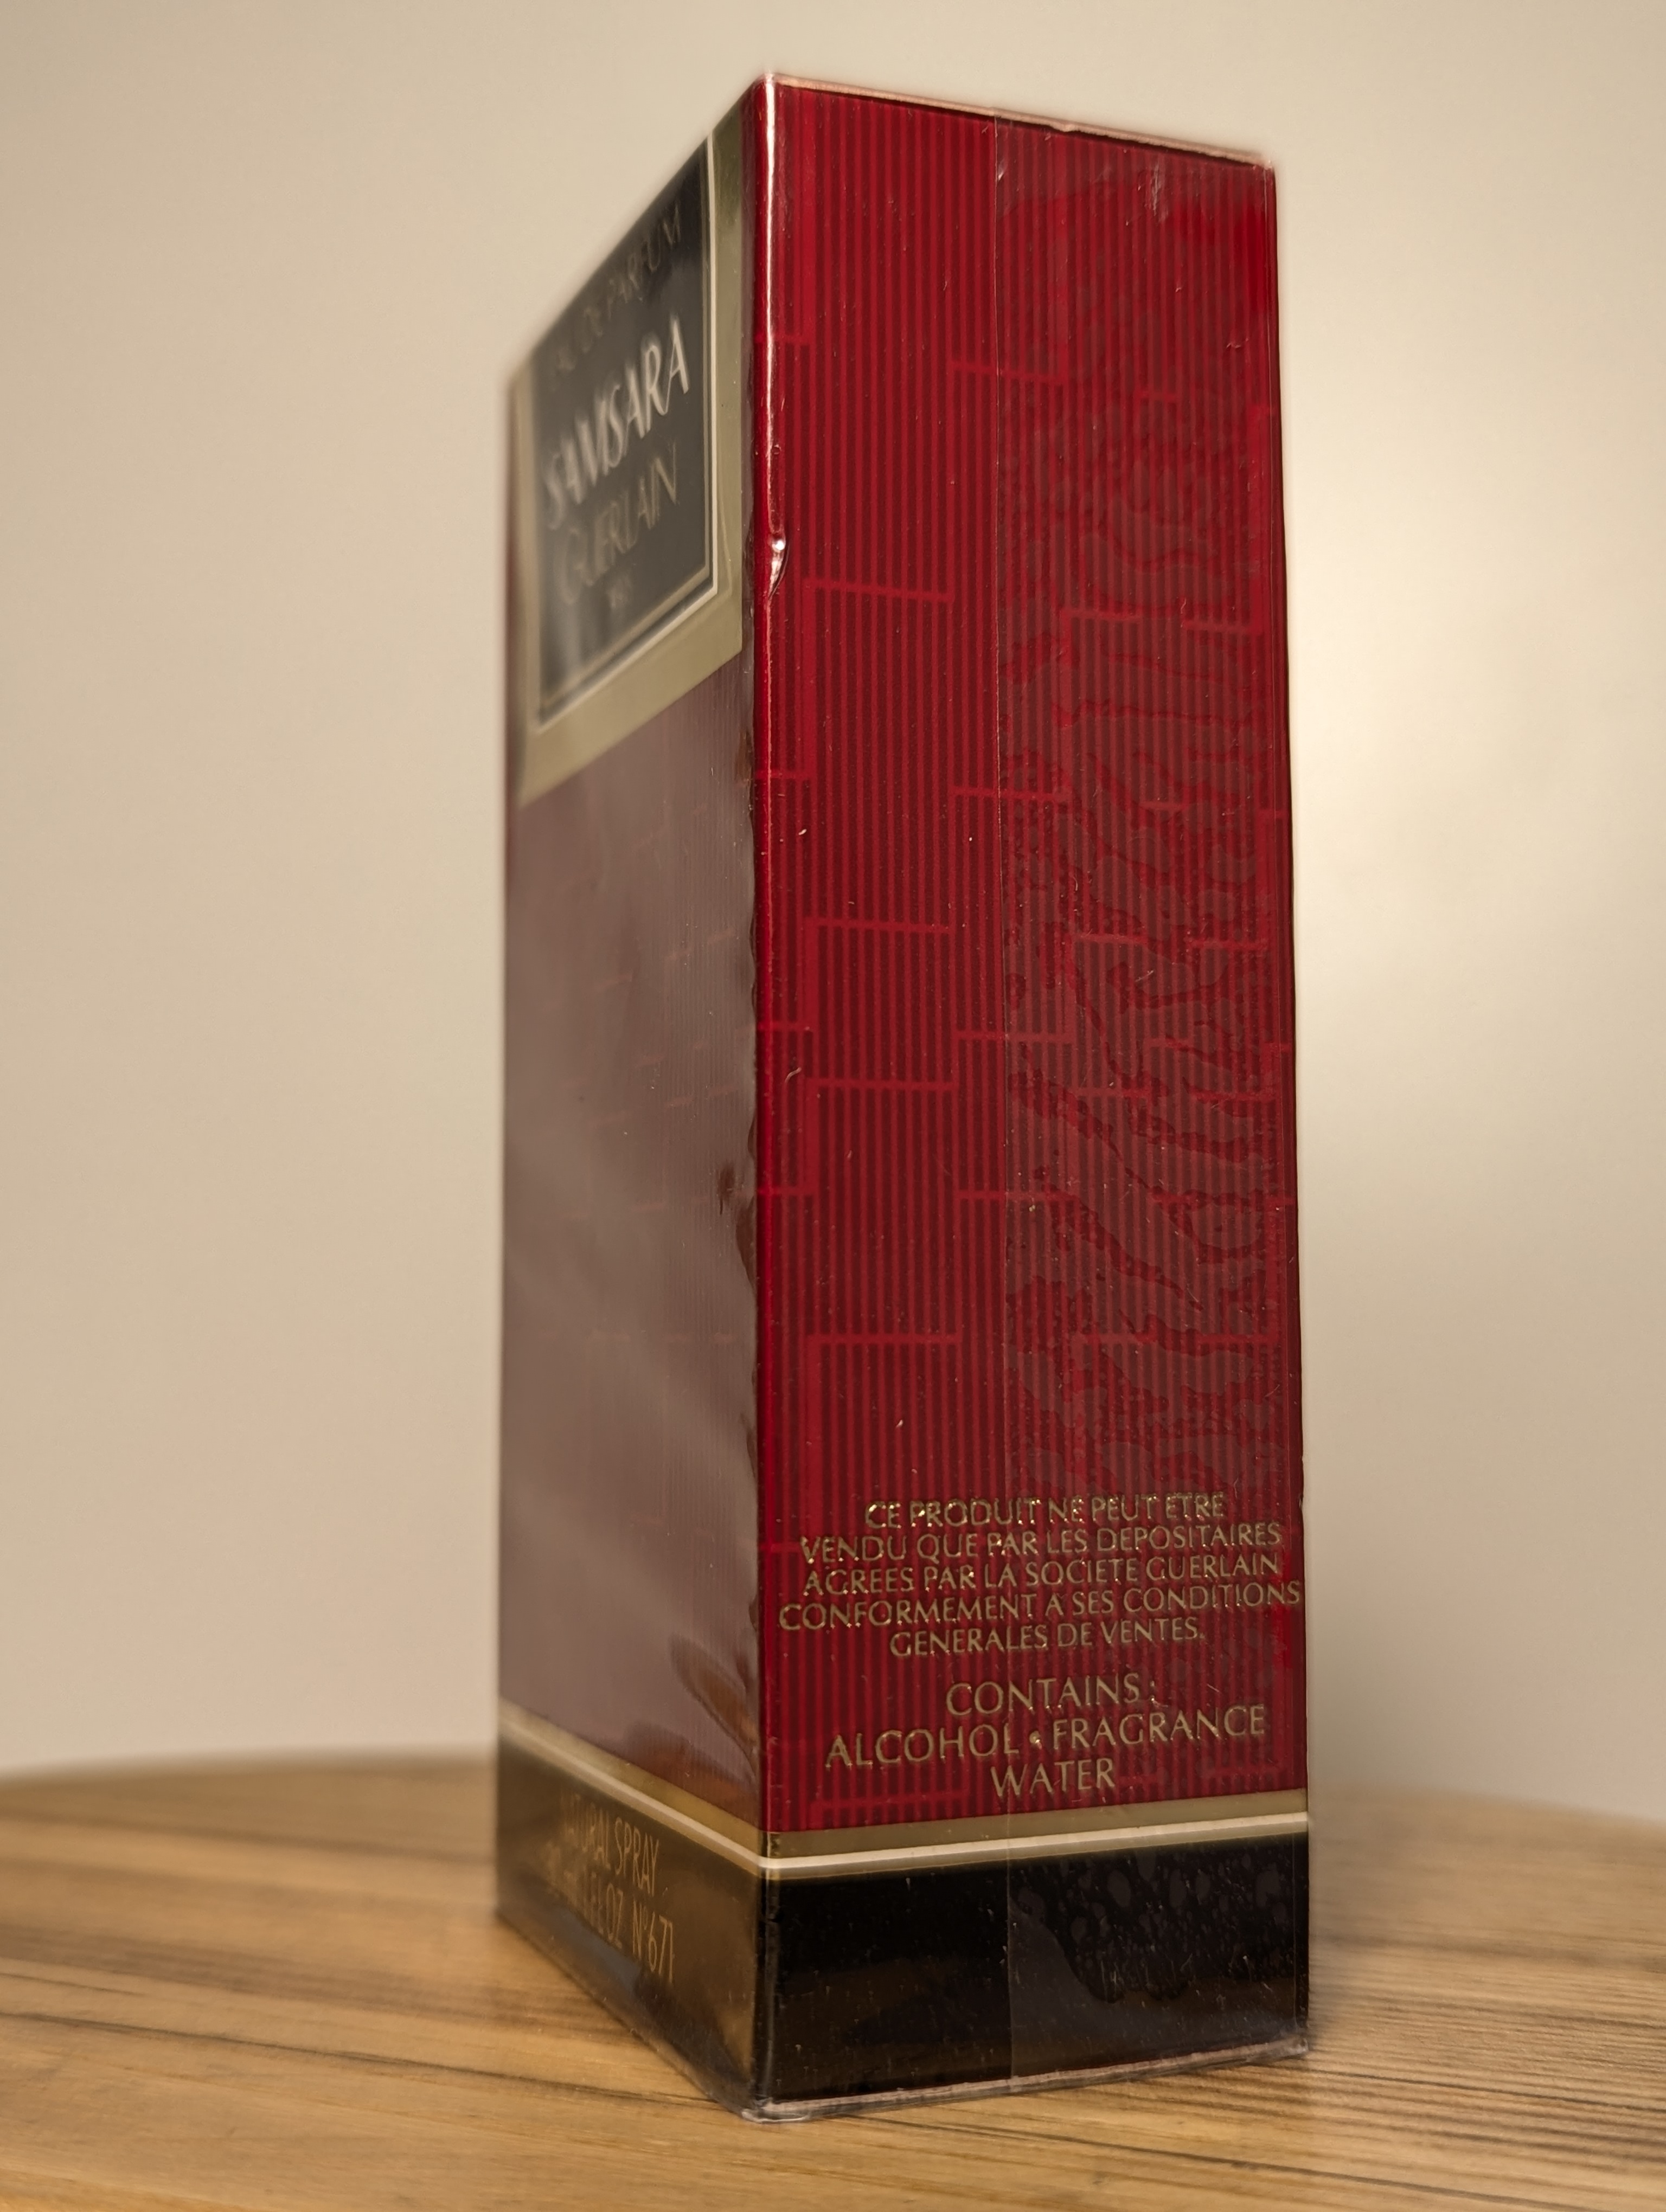 EAU DE PARFUM
SAMSARA
GUERLAIN
NATURAL SPRAY
OZ N°671
CE PRODUIT NE PEUT ETRE
VENDU QUE PAR LES DEPOSITAIRES
AGREES PAR LA SOCIETE GUERLAIN
CONFORMEMENT A SES CONDITIONS
GENERALES DE VENTES.
CONTAINS:
ALCOHOL • FRAGRANCE
WATER